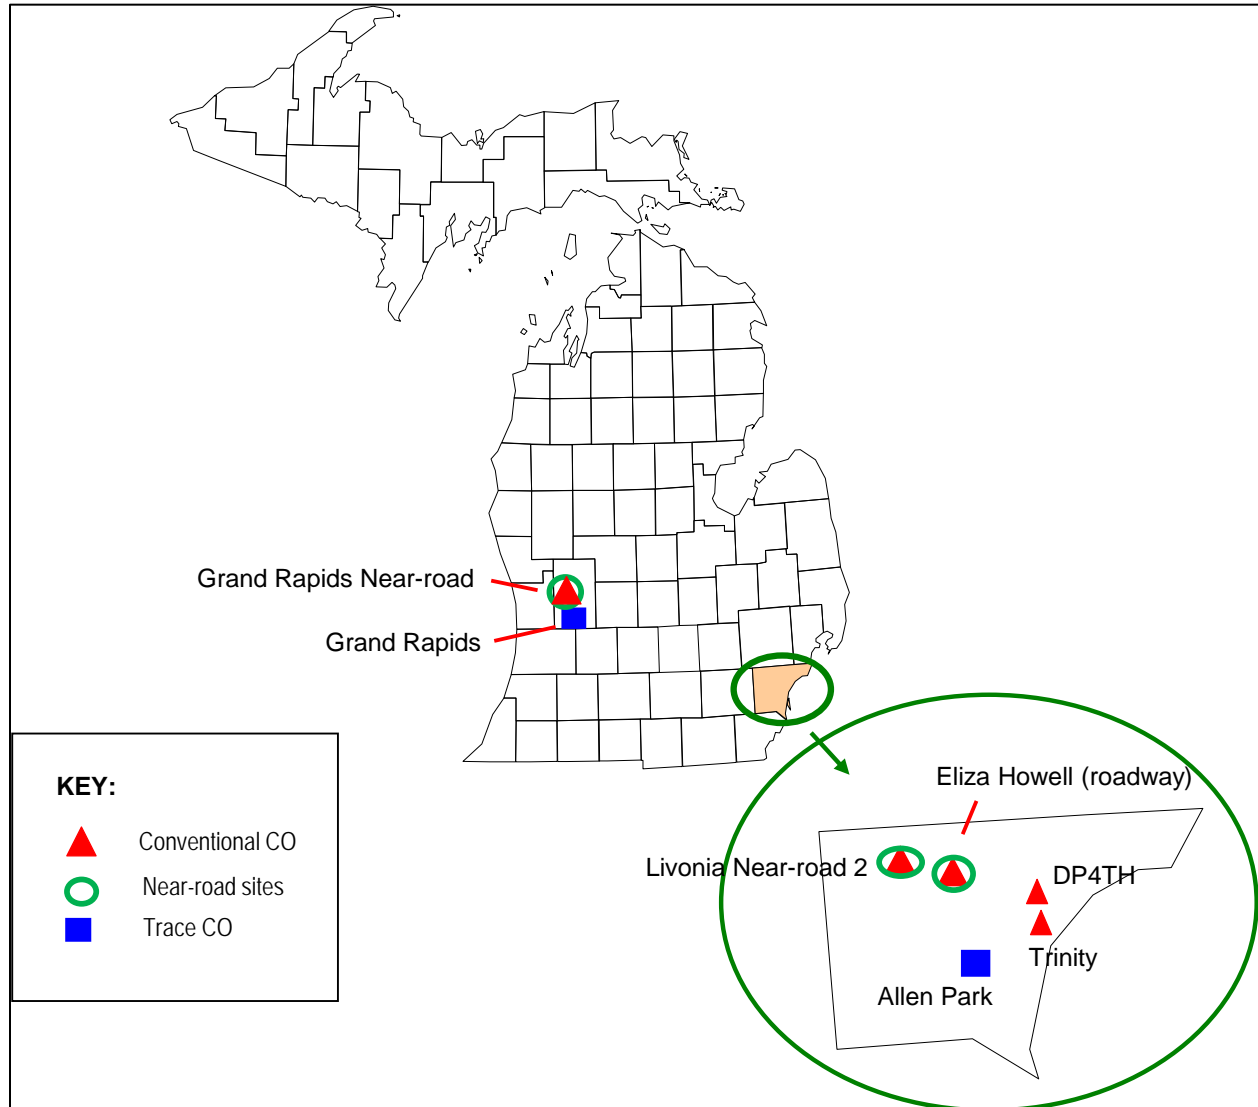 Grand Rapids Near-road
Grand Rapids
KEY:
Conventional CO
Near-road sites
Trace CO
Eliza Howell (roadway)
Livonia Near-road 2
DP4TH
Trinity
Allen Park